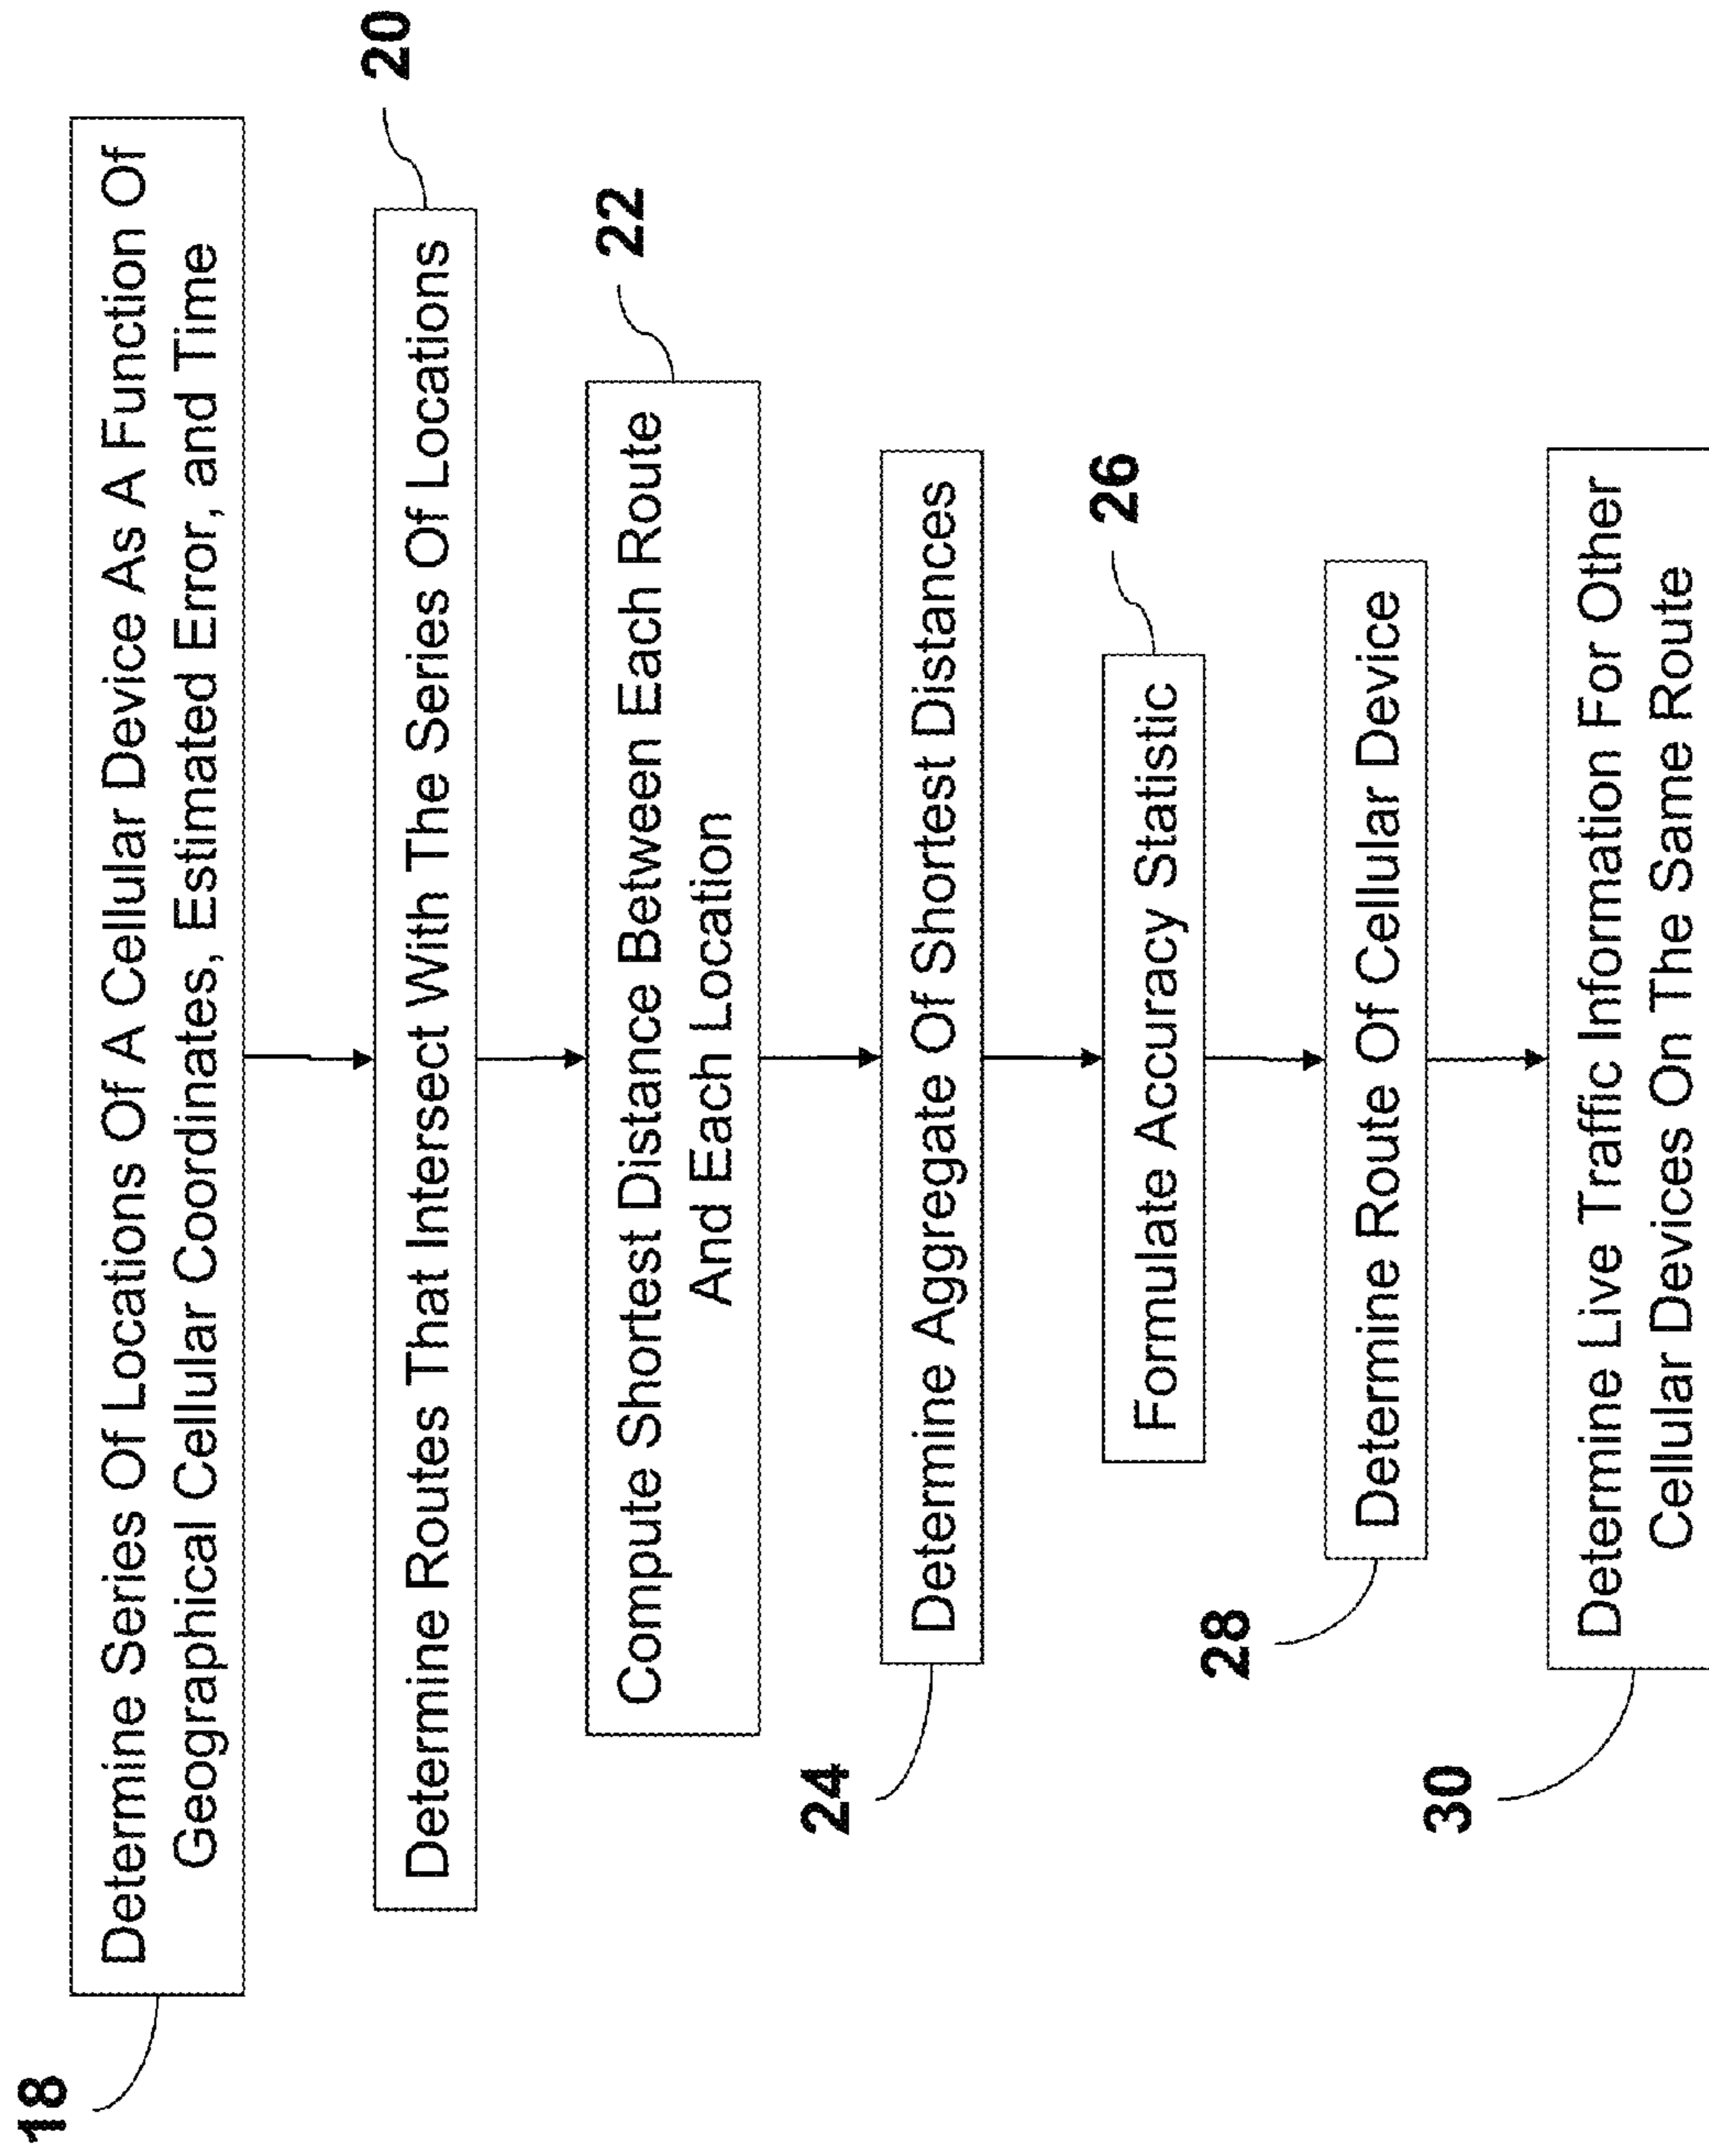 18
Determine Series Of Locations Of A Cellular Device As A Function Of
Geographical Cellular Coordinates, Estimated Error, and Time
20
Determine Routes That Intersect With The Series Of Locations
22
Compute Shortest Distance Between Each Route
And Each Location
24
Determine Aggregate Of Shortest Distances
26
Formulate Accuracy Statistic
28
Determine Route Of Cellular Device
30
Determine Live Traffic Information For Other
Cellular Devices On The Same Route